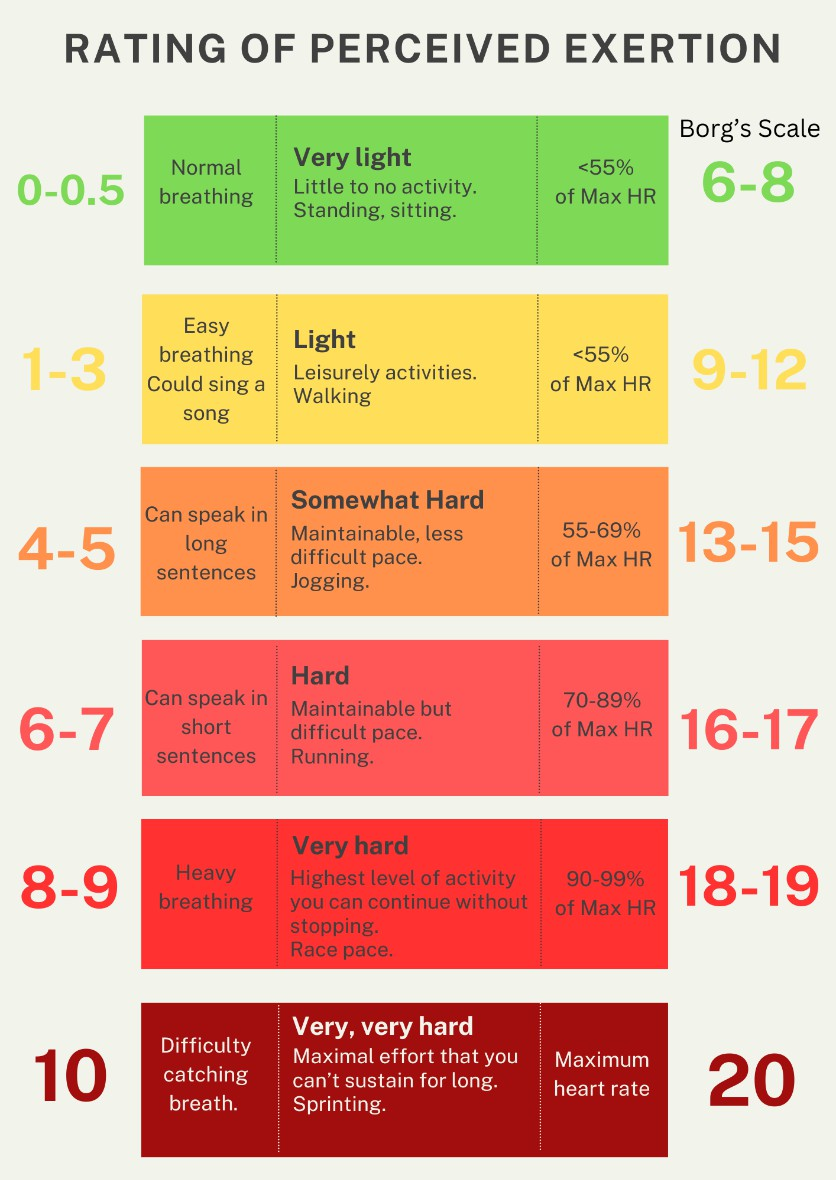 RATING OF PERCEIVED EXERTION
Borg's Scale
0-0.5
Normal
breathing
Very light
Little to no activity.
Standing, sitting.
<55%
of Max HR
6-8
1-3
Easy
breathing
Could sing a
song
Light
Leisurely activities.
Walking
<55%
of Max HR
9-12
4-5
Can speak in
long
sentences
Somewhat Hard
Maintainable, less
difficult pace.
Jogging.
55-69%
of Max HR
13-15
6-7
Can speak in
short
sentences
Hard
Maintainable but
difficult pace.
Running.
70-89%
of Max HR
16-17
8-9
Heavy
breathing
Very hard
Highest level of activity
you can continue without
stopping.
Race pace.
90-99%
of Max HR
18-19
10
Difficulty
catching
breath.
Very, very hard
Maximal effort that you
can't sustain for long.
Sprinting.
Maximum
heart rate
20